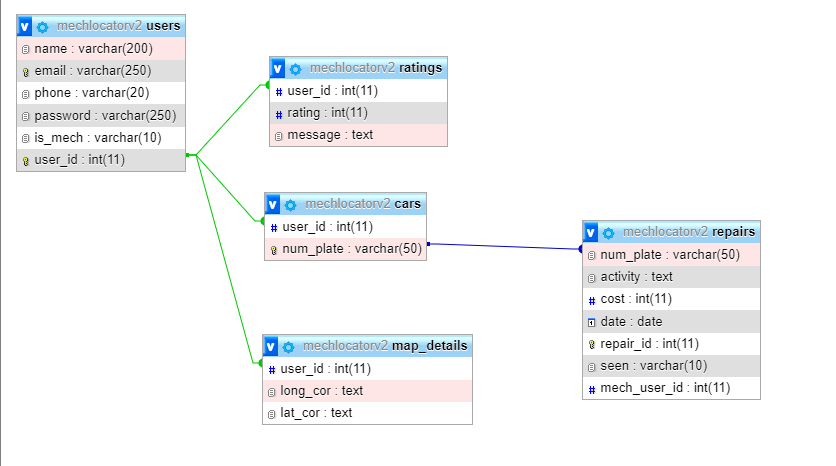 v mechlocatorv2 users
name : varchar(200)
email : varchar(250)
phone : varchar(20)
password : varchar(250)
is_mech : varchar(10)
user_id : int(11)
v mechlocatorv2 ratings
# user_id : int(11)
# rating : int(11)
message : text
v mechlocatorv2 cars
# user_id : int(11)
num_plate : varchar(50)
v mechlocatorv2 repairs
num_plate : varchar(50)
activity : text
# cost : int(11)
date : date
repair_id : int(11)
seen : varchar(10)
# mech_user_id : int(11)
v mechlocatorv2 map_details
# user_id : int(11)
long_cor : text
lat_cor : text